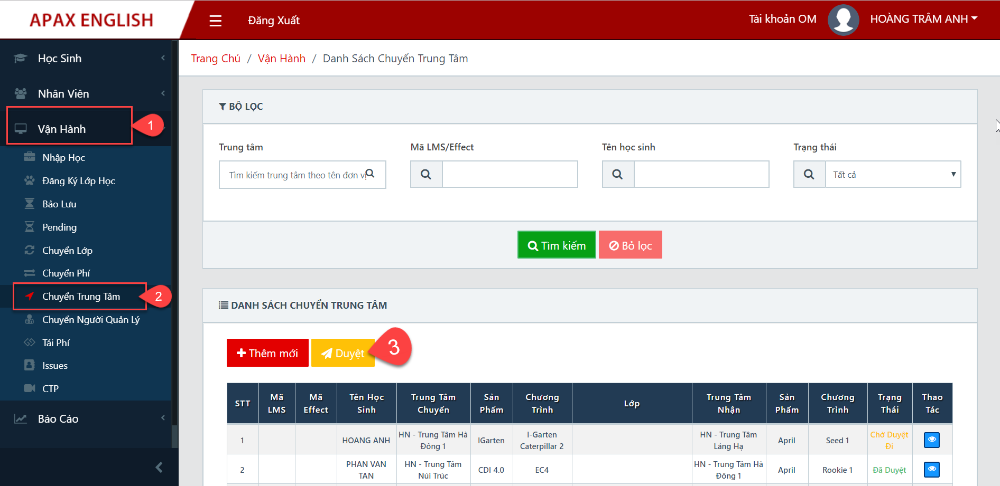 APAX ENGLISH
Đăng Xuất
Tài khoản OM
HOÀNG TRÂM ANH
Học Sinh
Nhân Viên
Vận Hành
1
Nhập Học
Đăng Ký Lớp Học
Bảo Lưu
Pending
Chuyển Lớp
Chuyển Phí
Chuyển Trung Tâm
2
Chuyển Người Quản Lý
Tái Phí
Issues
CTP
Báo Cáo
Trang Chủ / Vận Hành / Danh Sách Chuyển Trung Tâm
BỘ LỌC
Trung tâm
Mã LMS/Effect
Tên học sinh
Trạng thái
Tìm kiếm trung tâm theo tên đơn vị
Tất cả
Tìm kiếm
Bỏ lọc
DANH SÁCH CHUYỂN TRUNG TÂM
Thêm mới
Duyệt
3
STT
Mã LMS
Mã Effect
Tên Học Sinh
Trung Tâm Chuyển
Sản Phẩm
Chương Trình
Lớp
Trung Tâm Nhận
Sản Phẩm
Chương Trình
Trạng Thái
Thao Tác
1
HOANG ANH
HN - Trung Tâm Hà Đông 1
IGarten
I-Garten Caterpillar 2
HN - Trung Tâm Láng Hạ
April
Seed 1
Chờ Duyệt Đi
2
PHAN VAN TAN
HN - Trung Tâm Núi Trúc
CDI 4.0
EC4
HN - Trung Tâm Hà Đông 1
April
Rookie 1
Đã Duyệt